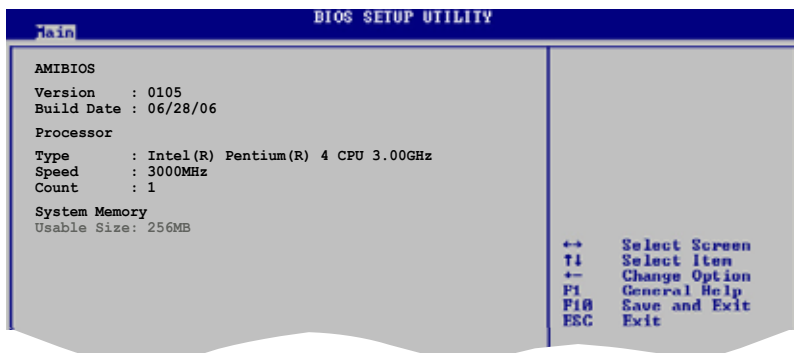 BIOS SETUP UTILITY
Main
AMIBIOS
Version : 0105
Build Date : 06/28/06
Processor
Type : Intel(R) Pentium(R) 4 CPU 3.00GHz
Speed : 3000MHz
Count : 1
System Memory
Usable Size: 256MB
↔ Select Screen
↑↓ Select Item
+- Change Option
F1 General Help
F10 Save and Exit
ESC Exit